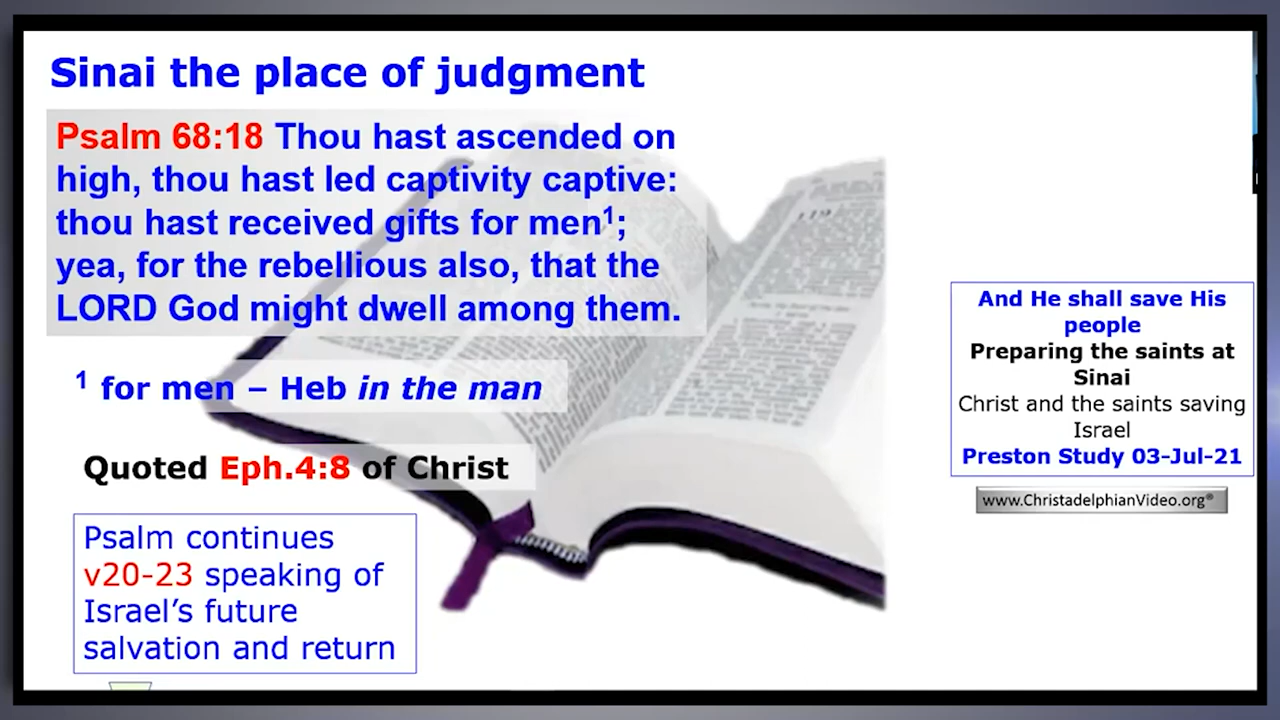 Sinai the place of judgment
Psalm 68:18 Thou hast ascended on
high, thou hast led captivity captive:
thou hast received gifts for men¹;
yea, for the rebellious also, that the
LORD God might dwell among them.
¹ for men – Heb in the man
Quoted Eph.4:8 of Christ
Psalm continues
v20-23 speaking of
Israel's future
salvation and return
And He shall save His
people
Preparing the saints at
Sinai
Christ and the saints saving
Israel
Preston Study 03-Jul-21
www.ChristadelphianVideo.org®